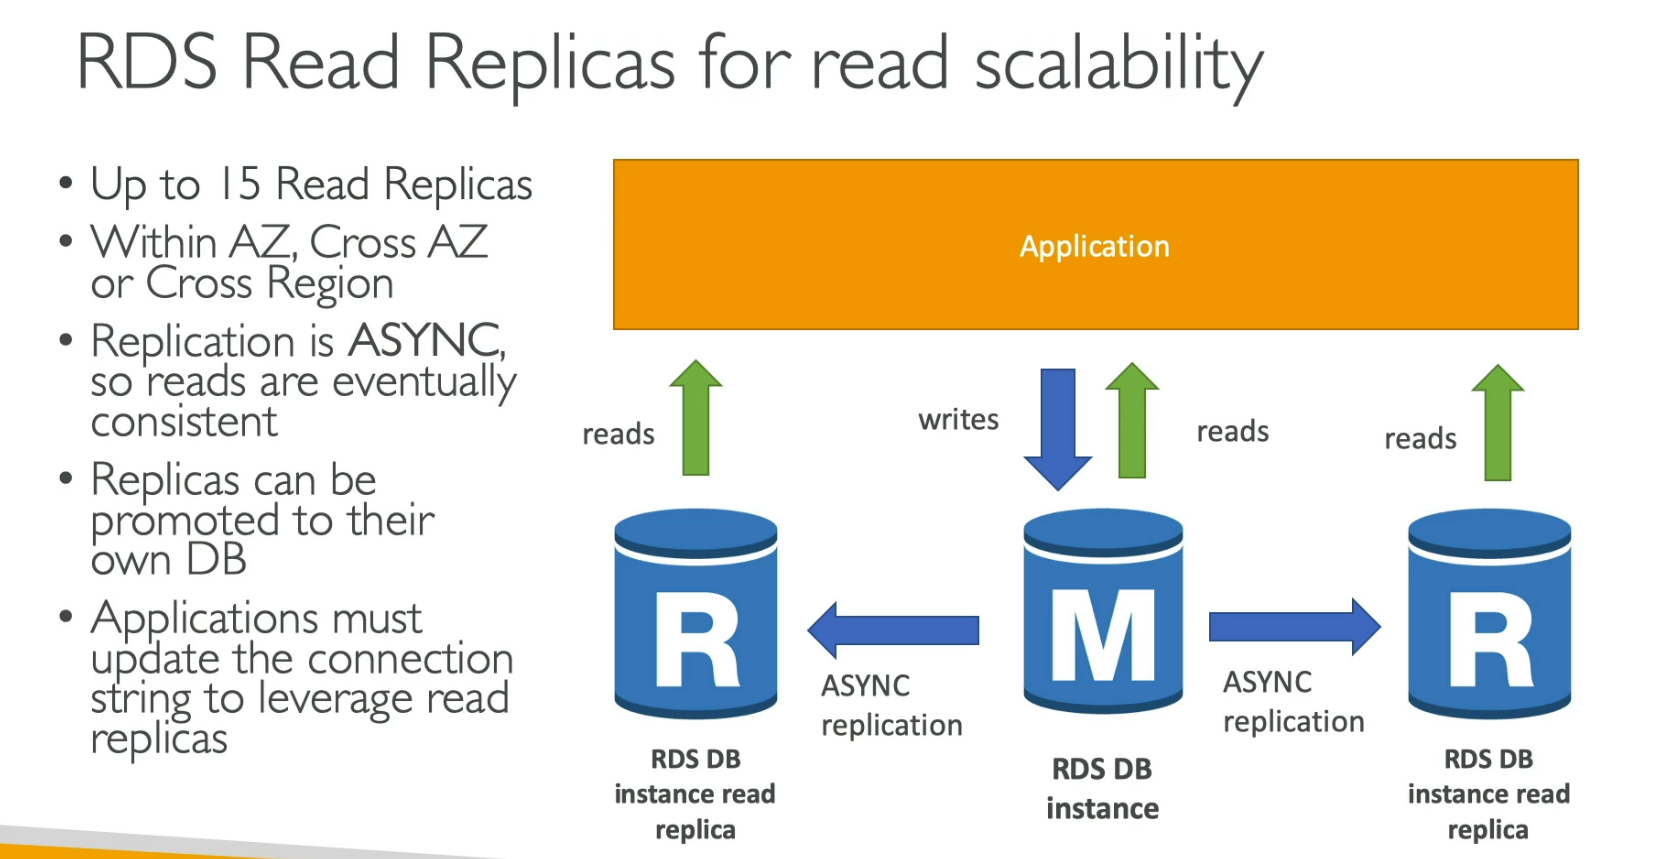 RDS Read Replicas for read scalability
• Up to 15 Read Replicas
• Within AZ, Cross AZ
or Cross Region
• Replication is ASYNC,
so reads are eventually
consistent
• Replicas can be
promoted to their
own DB
• Applications must
update the connection
string to leverage read
replicas
Application
reads
writes
reads
reads
R
M
R
ASYNC
replication
ASYNC
replication
RDS DB
instance read
replica
RDS DB
instance
RDS DB
instance read
replica